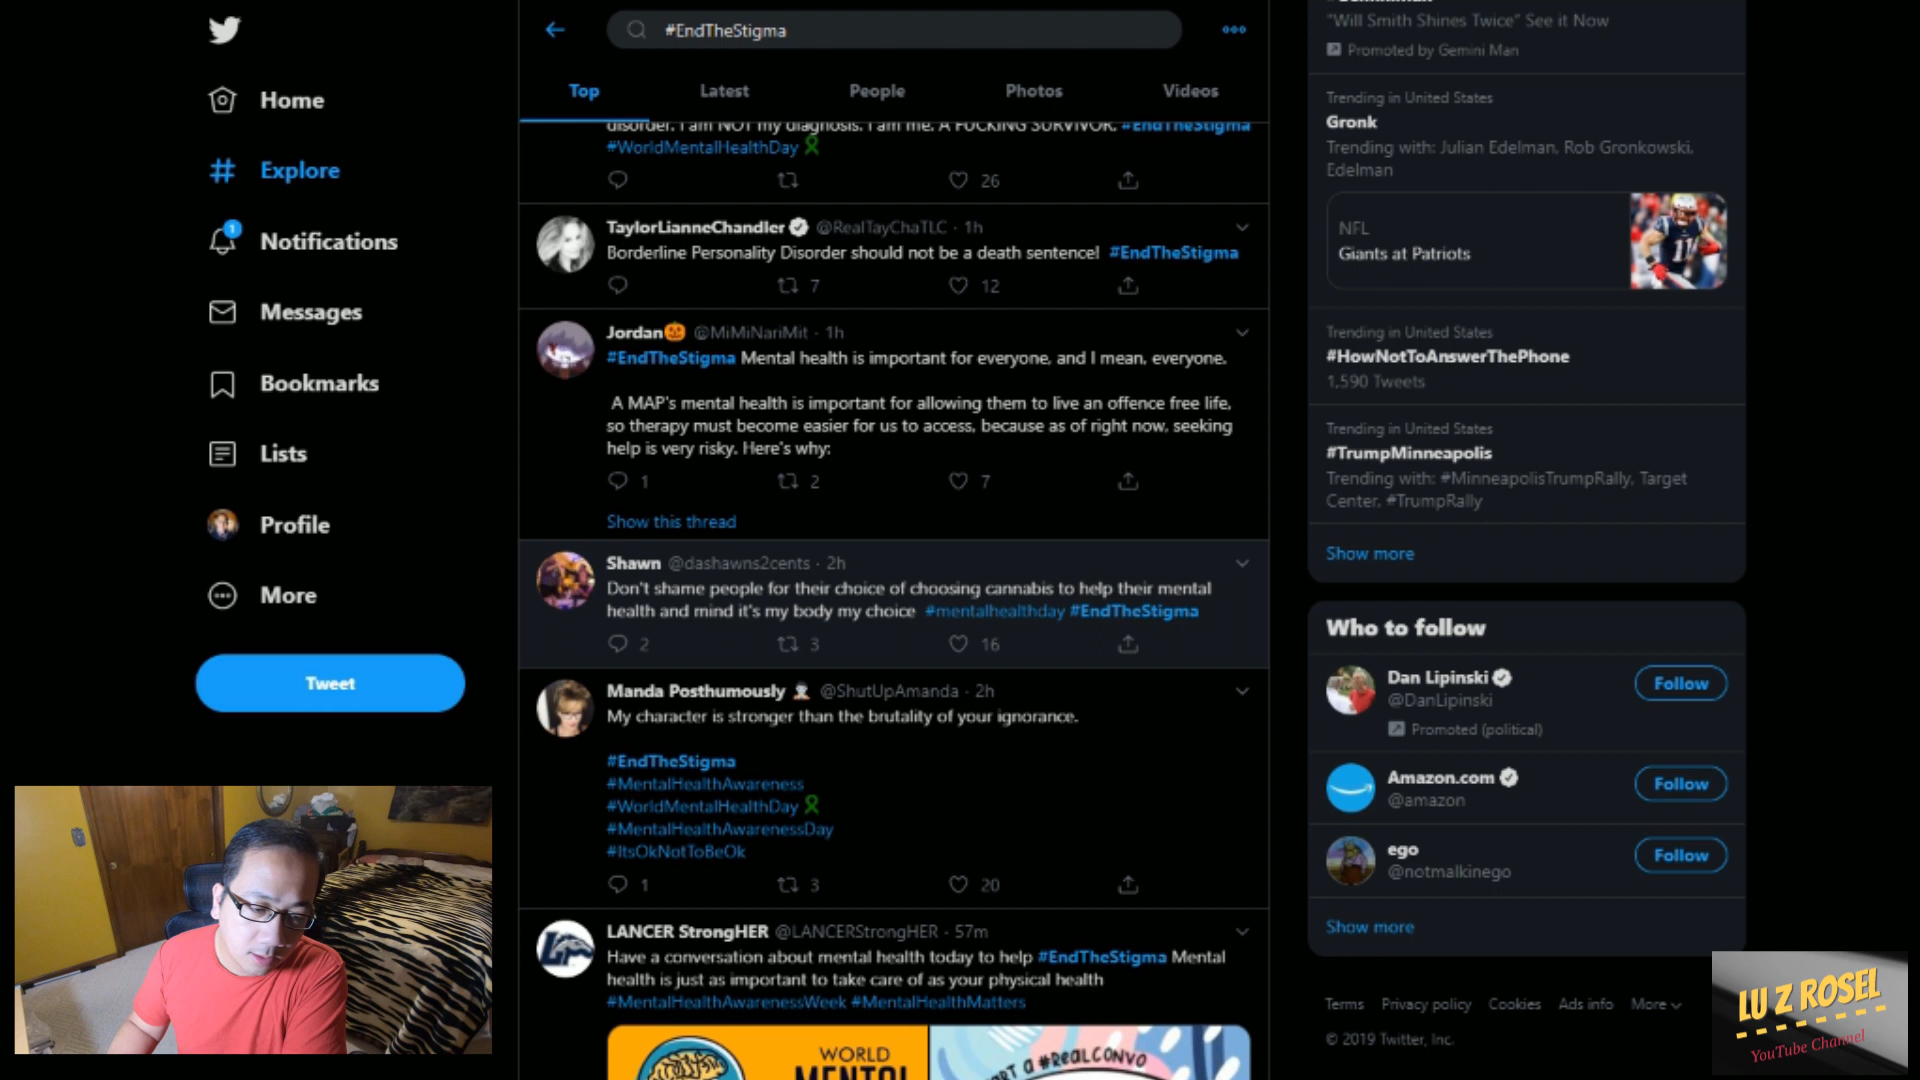 Home
Explore
1
Notifications
Messages
Bookmarks
Lists
Profile
More
Tweet
#EndTheStigma
Top Latest People Photos Videos
disorder. I am NOT my diagnosis. I am me. A FUCKING SURVIVOR. #EndTheStigma
#WorldMentalHealthDay
26
TaylorLianneChandler @RealTayChaTLC · 1h
Borderline Personality Disorder should not be a death sentence! #EndTheStigma
7 12
Jordan @MiMiNariMit · 1h
#EndTheStigma Mental health is important for everyone, and I mean, everyone.
A MAP's mental health is important for allowing them to live an offence free life,
so therapy must become easier for us to access, because as of right now, seeking
help is very risky. Here's why:
1 2 7
Show this thread
Shawn @dashawns2cents · 2h
Don't shame people for their choice of choosing cannabis to help their mental
health and mind it's my body my choice #mentalhealthday #EndTheStigma
2 3 16
Manda Posthumously @ShutUpAmanda · 2h
My character is stronger than the brutality of your ignorance.
#EndTheStigma
#MentalHealthAwareness
#WorldMentalHealthDay
#MentalHealthAwarenessDay
#ItsOkNotToBeOk
1 3 20
LANCER StrongHER @LANCERStrongHER · 57m
Have a conversation about mental health today to help #EndTheStigma Mental
health is just as important to take care of as your physical health
#MentalHealthAwarenessWeek #MentalHealthMatters
WORLD
MENTAL
a #REALCONVO
"Will Smith Shines Twice" See it Now
Promoted by Gemini Man
Trending in United States
Gronk
Trending with: Julian Edelman, Rob Gronkowski,
Edelman
NFL
Giants at Patriots
Trending in United States
#HowNotToAnswerThePhone
1,590 Tweets
Trending in United States
#TrumpMinneapolis
Trending with: #MinneapolisTrumpRally, Target
Center, #TrumpRally
Show more
Who to follow
Dan Lipinski
@DanLipinski
Promoted (political)
Follow
Amazon.com
@amazon
Follow
ego
@notmalkinego
Follow
Show more
Terms Privacy policy Cookies Ads info More
© 2019 Twitter, Inc.
LU Z ROSEL
YouTube Channel